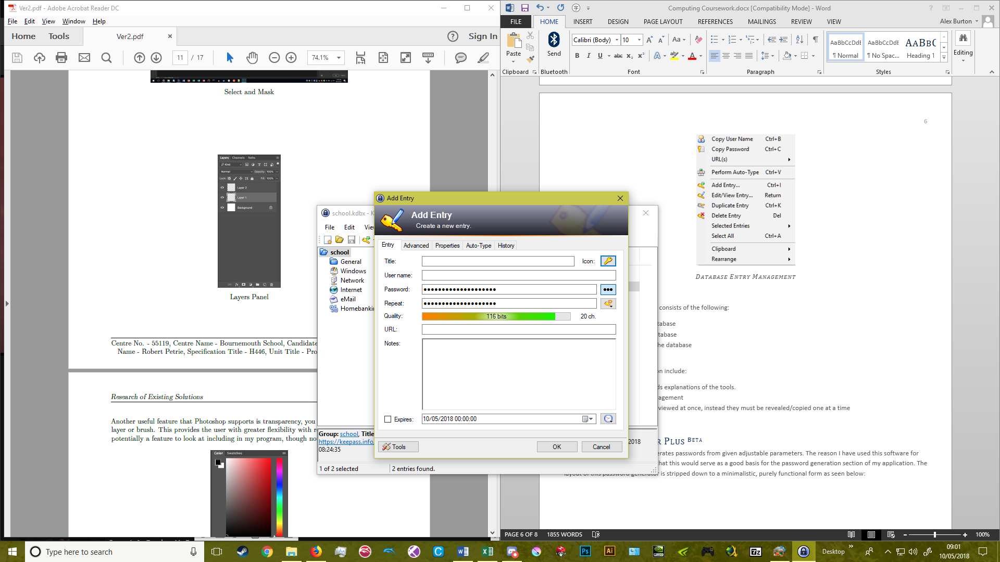 Ver2.pdf - Adobe Acrobat Reader DC
File Edit View Window Help
Home Tools Ver2.pdf × Sign In
11 / 17 74.1%
Select and Mask
Layers Channels Paths
Kind
Normal Opacity: 100%
Lock: Fill: 100%
Layer 2
Layer 1
Background
Layers Panel
Centre No. - 55119, Centre Name - Bournemouth School, Candidate
Name - Robert Petrie, Specification Title - H446, Unit Title - Pro
Research of Existing Solutions
Another useful feature that Photoshop supports is transparency, you
layer or brush. This provides the user with greater flexibility with r
potentially a feature to look at including in my program, though no
Color Swatches
school.kdbx - K
File Edit View
school
General
Windows
Network
Internet
eMail
Homebankin
Group: school, Title
https://keepass.info, 2018
08:24:35
1 of 2 selected 2 entries found.
Add Entry
Add Entry
Create a new entry.
Entry Advanced Properties Auto-Type History
Title: Icon:
User name:
Password: ●●●●●●●●●●●●●●●●●●●●
Repeat: ●●●●●●●●●●●●●●●●●●●●
Quality: 116 bits 20 ch.
URL:
Notes:
Expires: 10/05/2018 00:00:00
Tools OK Cancel
Computing Coursework.docx [Compatibility Mode] - Word
FILE HOME INSERT DESIGN PAGE LAYOUT REFERENCES MAILINGS REVIEW VIEW Alex Burton
Paste Send Calibri (Body) 10 Editing
AaBbCcDdE AaBbCcDdE AaBbC
¶ Normal ¶ No Spac... Heading 1
Clipboard Bluetooth Font Paragraph Styles
6
Copy User Name Ctrl+B
Copy Password Ctrl+C
URL(s)
Perform Auto-Type Ctrl+V
Add Entry... Ctrl+I
Edit/View Entry... Return
Duplicate Entry Ctrl+K
Delete Entry Del
Selected Entries
Select All Ctrl+A
Clipboard
Rearrange
DATABASE ENTRY MANAGEMENT
consists of the following:
tabase
tabase
he database
on include:
ds explanations of the tools.
agement
viewed at once, instead they must be revealed/copied one at a time
R PLUS BETA
erates passwords from given adjustable parameters. The reason I have used this software for
that this would serve as a good basis for the password generation section of my application. The
layout of this password generator is stripped down to a minimalistic, purely functional form as seen below:
PAGE 6 OF 8 1855 WORDS 100%
Type here to search Desktop 09:01
10/05/2018